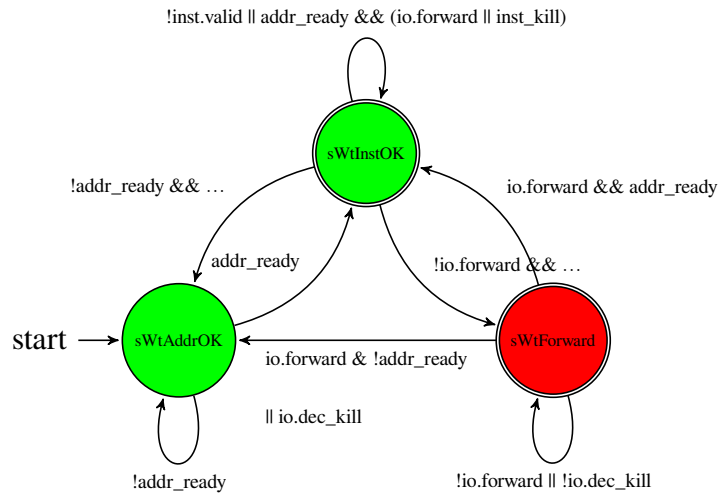 !inst.valid || addr_ready && (io.forward || inst_kill)
sWtInstOK
!addr_ready && …
io.forward && addr_ready
addr_ready
!io.forward && …
start
sWtAddrOK
sWtForward
io.forward & !addr_ready
|| io.dec_kill
!addr_ready
!io.forward || !io.dec_kill